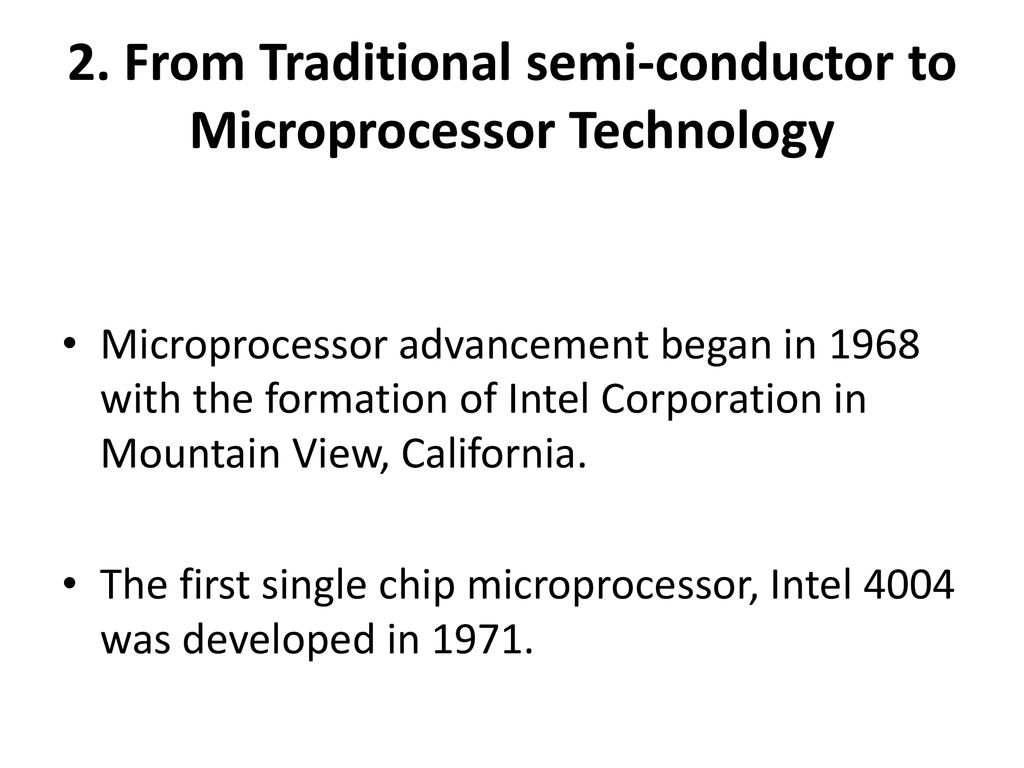 2. From Traditional semi-conductor to
Microprocessor Technology
• Microprocessor advancement began in 1968
with the formation of Intel Corporation in
Mountain View, California.
• The first single chip microprocessor, Intel 4004
was developed in 1971.